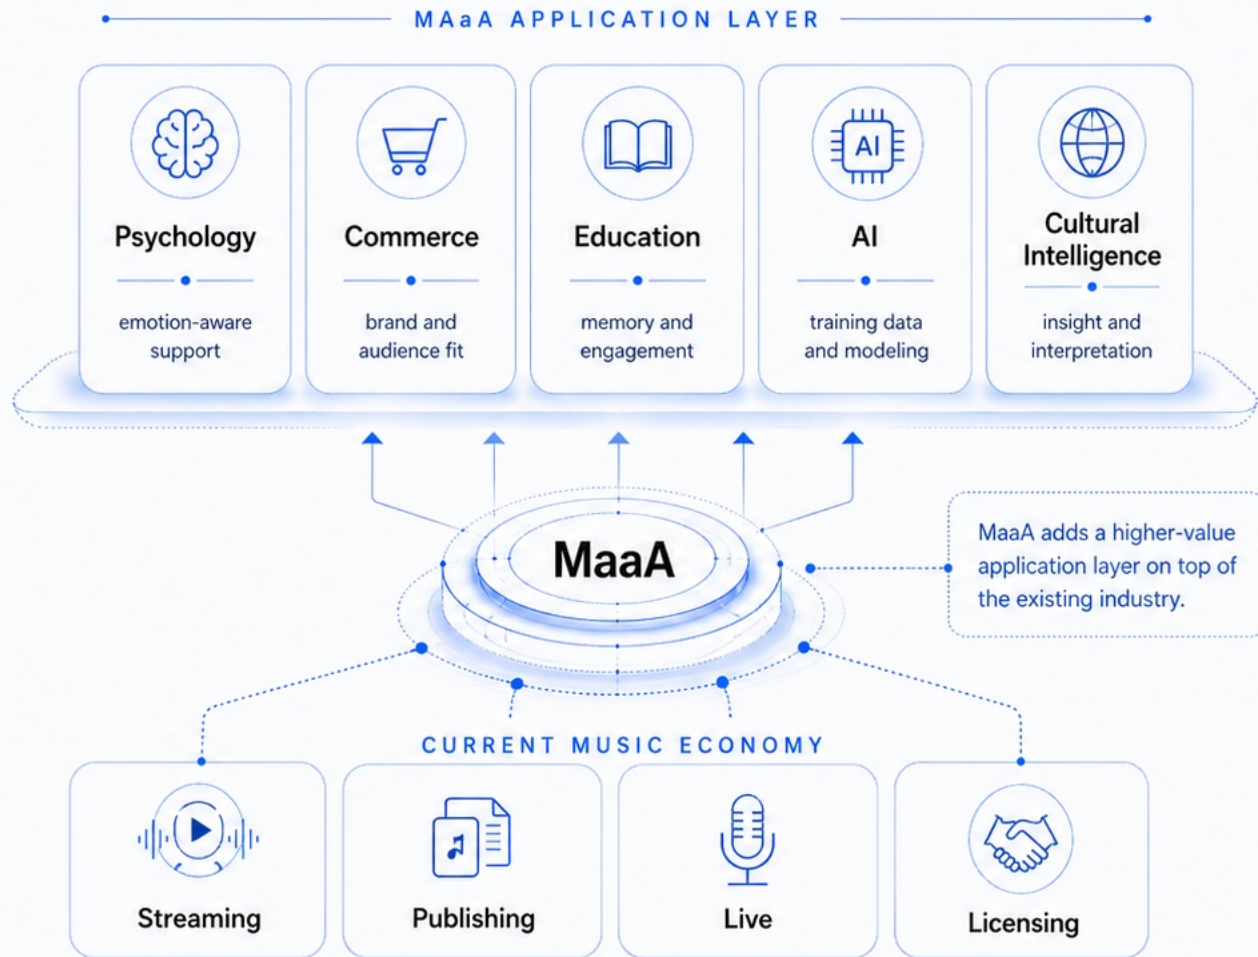 MAaA APPLICATION LAYER
Psychology
emotion-aware
support
Commerce
brand and
audience fit
Education
memory and
engagement
AI
AI
training data
and modeling
Cultural
Intelligence
insight and
interpretation
MaaA
MaaA adds a higher-value
application layer on top of
the existing industry.
CURRENT MUSIC ECONOMY
Streaming
Publishing
Live
Licensing